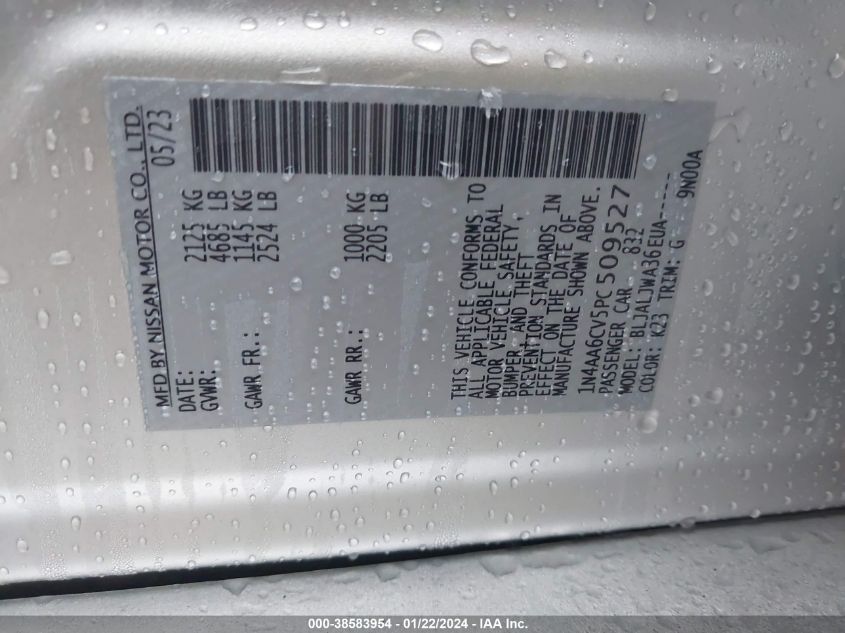 MFD BY NISSAN MOTOR CO., LTD.
DATE: 05/23
GVWR: 2125 KG
4685 LB
GAWR FR.: 1145 KG
2524 LB
GAWR RR.: 1000 KG
2205 LB
THIS VEHICLE CONFORMS TO
ALL APPLICABLE FEDERAL
MOTOR VEHICLE SAFETY,
BUMPER, AND THEFT
PREVENTION STANDARDS IN
EFFECT ON THE DATE OF
MANUFACTURE SHOWN ABOVE.
1N4AA6CV5PC509527
PASSENGER CAR 832
MODEL: BLJALJWA36EUA-----
COLOR: K23 TRIM: G 9N00A
000-38583954 - 01/22/2024 - IAA Inc.